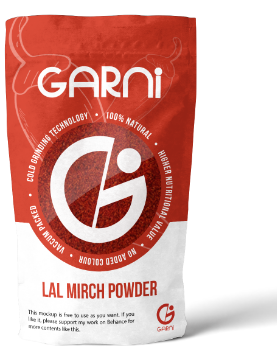 GARNi
COLD GRINDING TECHNOLOGY • 100% NATURAL • HIGHER NUTRITIONAL VALUE • NO ADDED COLOUR • VACCUM PACKED •
LAL MIRCH POWDER
This mockup is free to use as you want, if you
like it, please support my work on Behance for
more contents like this.
GARNi